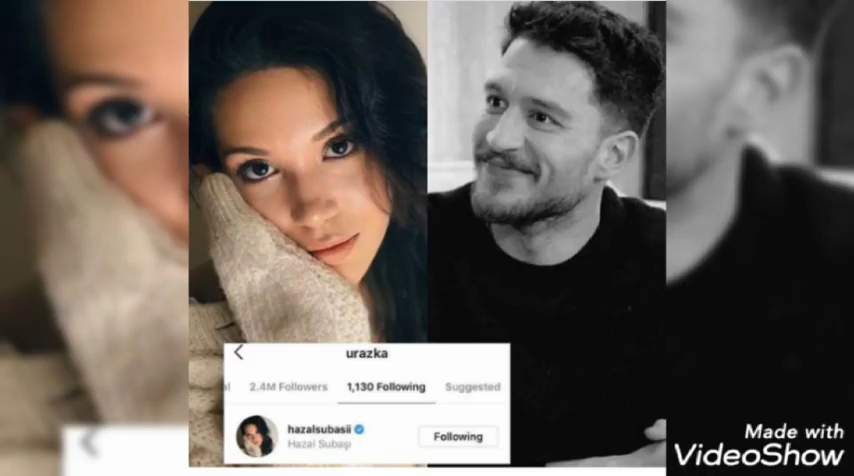 urazka
2.4M Followers
1,130 Following
Suggested
hazalsubasii
Hazal Subaşı
Following
Made with
VideoShow